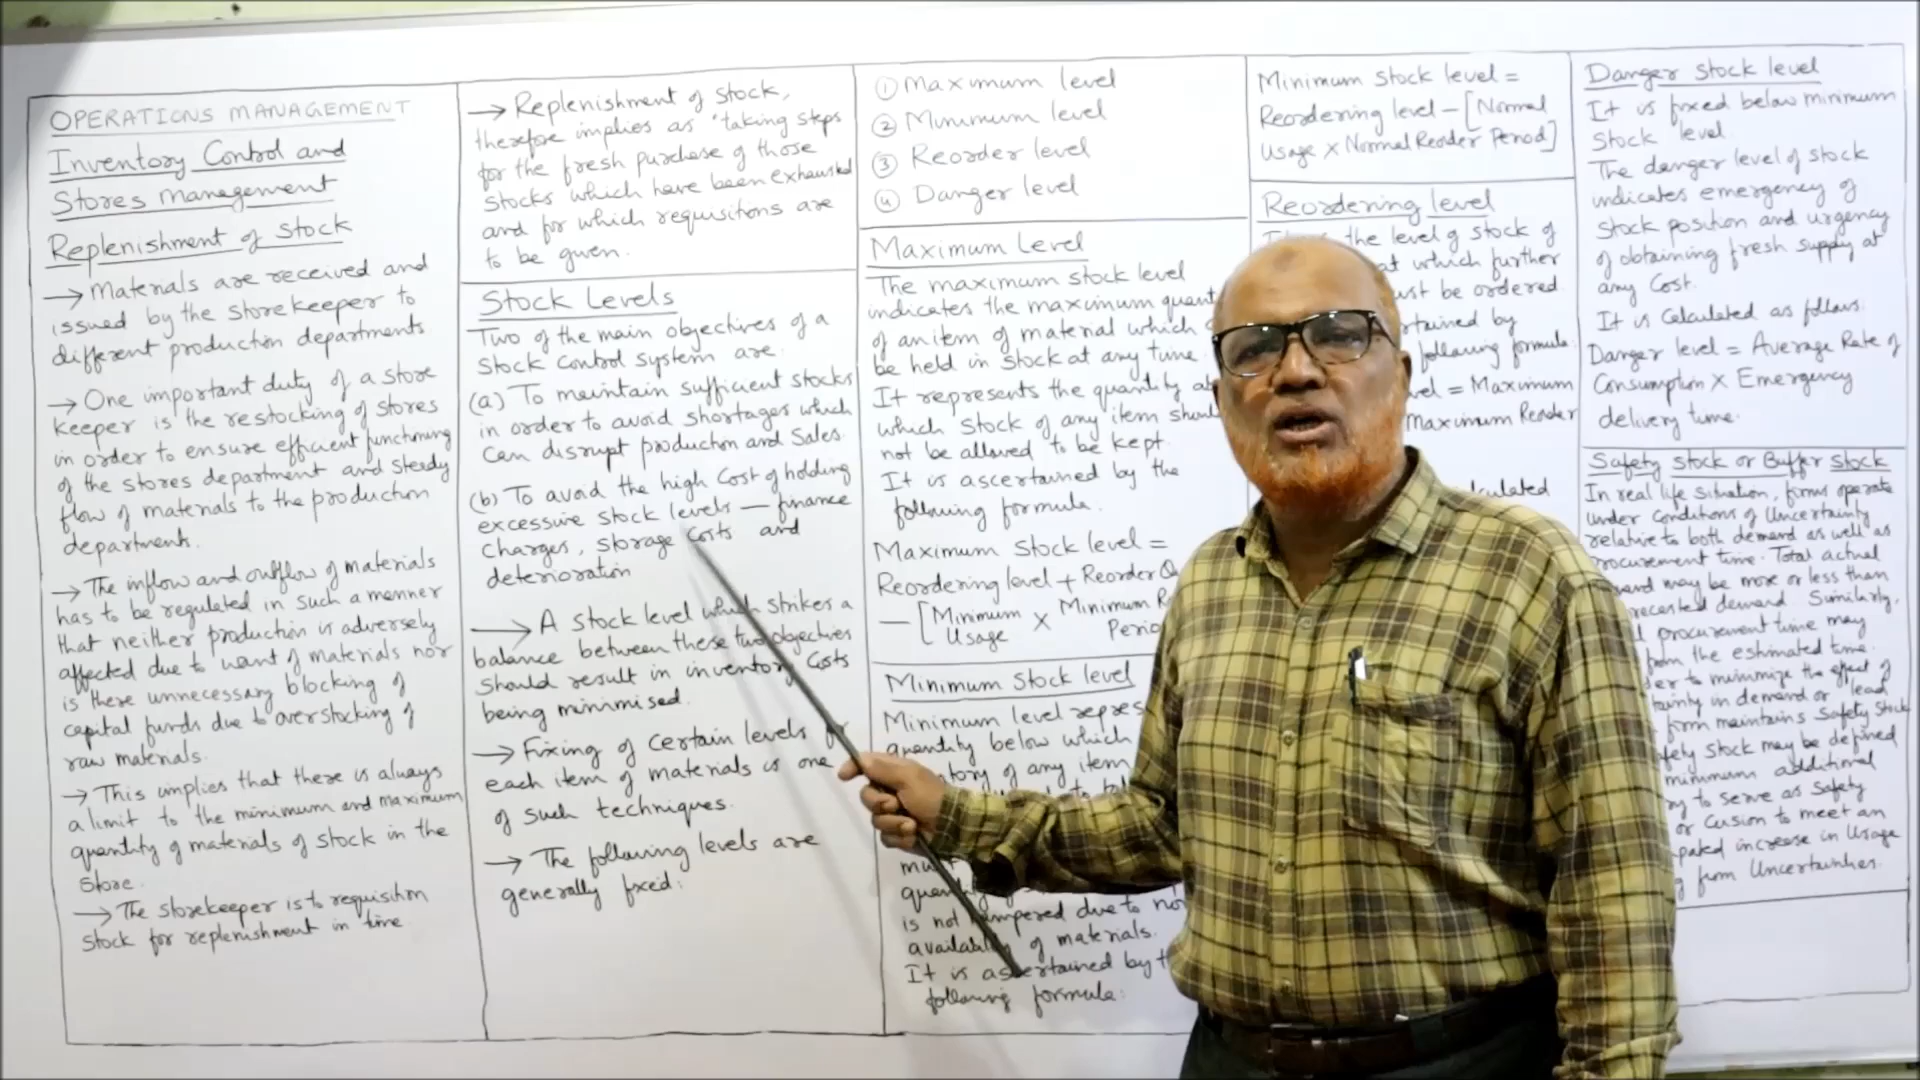 OPERATIONS MANAGEMENT
Inventory Control and
Stores Management
Replenishment of Stock
→ Materials are received and
issued by the storekeeper to
different production departments
→ One important duty of a store
keeper is the restocking of stores
in order to ensure efficient functioning
of the stores department and steady
flow of materials to the production
departments.
→ The inflow and outflow of materials
has to be regulated in such a manner
that neither production is adversely
affected due to want of materials nor
is there unnecessary blocking of
capital funds due to overstocking of
raw materials.
→ This implies that there is always
a limit to the minimum and maximum
quantity of materials of stock in the
store.
→ The storekeeper is to requisition
stock for replenishment in time.
→ Replenishment of stock,
therefore implies as 'taking steps
for the fresh purchase of those
stocks which have been exhausted
and for which requisitions are
to be given.
Stock Levels
Two of the main objectives of a
stock control system are:
(a) To maintain sufficient stocks
in order to avoid shortages which
can disrupt production and sales.
(b) To avoid the high cost of holding
excessive stock levels — finance
charges, storage costs and
deterioration
→ A stock level which strikes a
balance between these two objectives
should result in inventory costs
being minimised.
→ Fixing of certain levels
each item of materials is one
of such techniques.
→ The following levels are
generally fixed:
① Maximum level
② Minimum level
③ Reorder level
④ Danger level
Maximum Level
The maximum stock level
indicates the maximum
of an item of material which
be held in stock at any time.
It represents the quantity
which stock of any item
not be allowed to be kept.
It is ascertained by the
following formula.
Maximum stock level =
Reordering level + Reorder
— [Minimum Usage × Minimum
Minimum Stock level
Minimum level
quantity below which
of any item
is not hampered due to
availability of materials.
It is ascertained by
following formula:
Minimum stock level =
Reordering level — [Normal
Usage × Normal Reorder Period]
Reordering level
the level of stock of
at which further
must be ordered
by
following formula:
= Maximum
Maximum Reorder
Danger Stock level
It is fixed below minimum
stock level.
The danger level of stock
indicates emergency of
stock position and urgency
of obtaining fresh supply at
any cost.
It is calculated as follows:
Danger level = Average Rate of
Consumption × Emergency
delivery time.
Safety Stock or Buffer Stock
In real life situation, firms operate
under conditions of Uncertainty
relative to both demand as well as
procurement time. Total actual
may be more or less than
demand. Similarly,
procurement time may
from the estimated time.
to minimize the effect of
in demand or lead
firm maintains Safety Stock
stock may be defined
minimum additional
to serve as safety
or cusion to meet an
increase in usage
from Uncertainties.